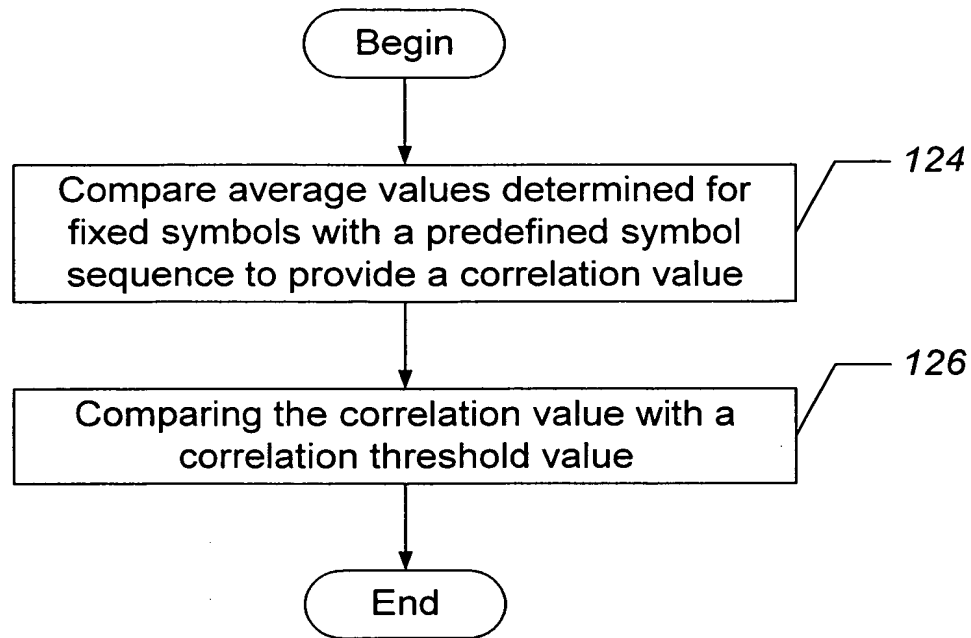 Begin
124
Compare average values determined for
fixed symbols with a predefined symbol
sequence to provide a correlation value
126
Comparing the correlation value with a
correlation threshold value
End